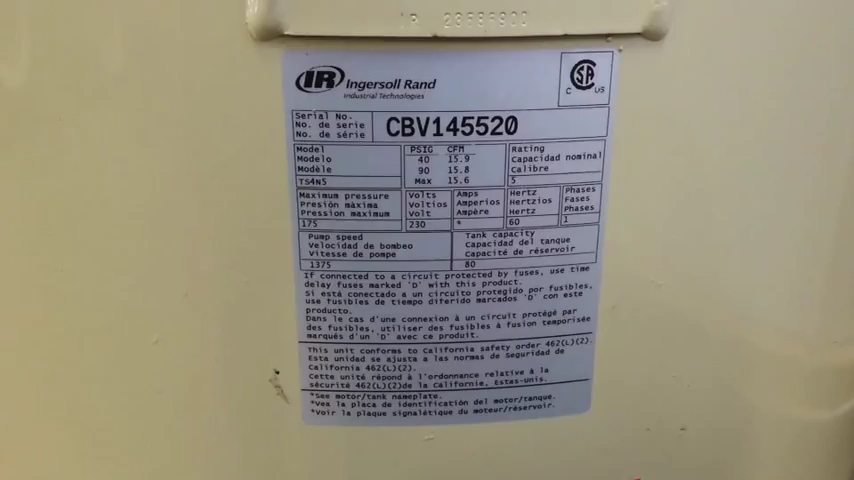 IR 23586900
IR Ingersoll Rand
Industrial Technologies
CSA
C US
Serial No.
No. de serie
No. de série
CBV145520
Model
Modelo
Modèle
TS4N5
PSIG CFM
40 15.9
90 15.8
Max 15.6
Rating
Capacidad nominal
Calibre
5
Maximum pressure
Presión màxima
Pression maximum
175
Volts
Voltios
Volt
230
Amps
Amperios
Ampère
*
Hertz
Hertzios
Hertz
60
Phases
Fases
Phases
1
Pump speed
Velocidad de bombeo
Vitesse de pompe
1375
Tank capacity
Capacidad del tanque
Capacité de réservoir
80
If connected to a circuit protected by fuses, use time
delay fuses marked 'D' with this product.
Si está conectado a un circuito protegido por fusibles,
use fusibles de tiempo diferido marcados 'D' con este
producto.
Dans le cas d'une connexion à un circuit protégé par
des fusibles, utiliser des fusibles à fusion temporisée
marqués d'un 'D' avec ce produit.
This unit conforms to California safety order 462(L)(2).
Esta unidad se ajusta a las normas de Seguridad de
California 462(L)(2).
Cette unité répond à l'ordonnance relative à la
sécurité 462(L)(2)de la Californie, Estas-Unis.
*See motor/tank nameplate.
*Vea la placa de identificación del motor/tanque.
*Voir la plaque signalétique du moteur/réservoir.